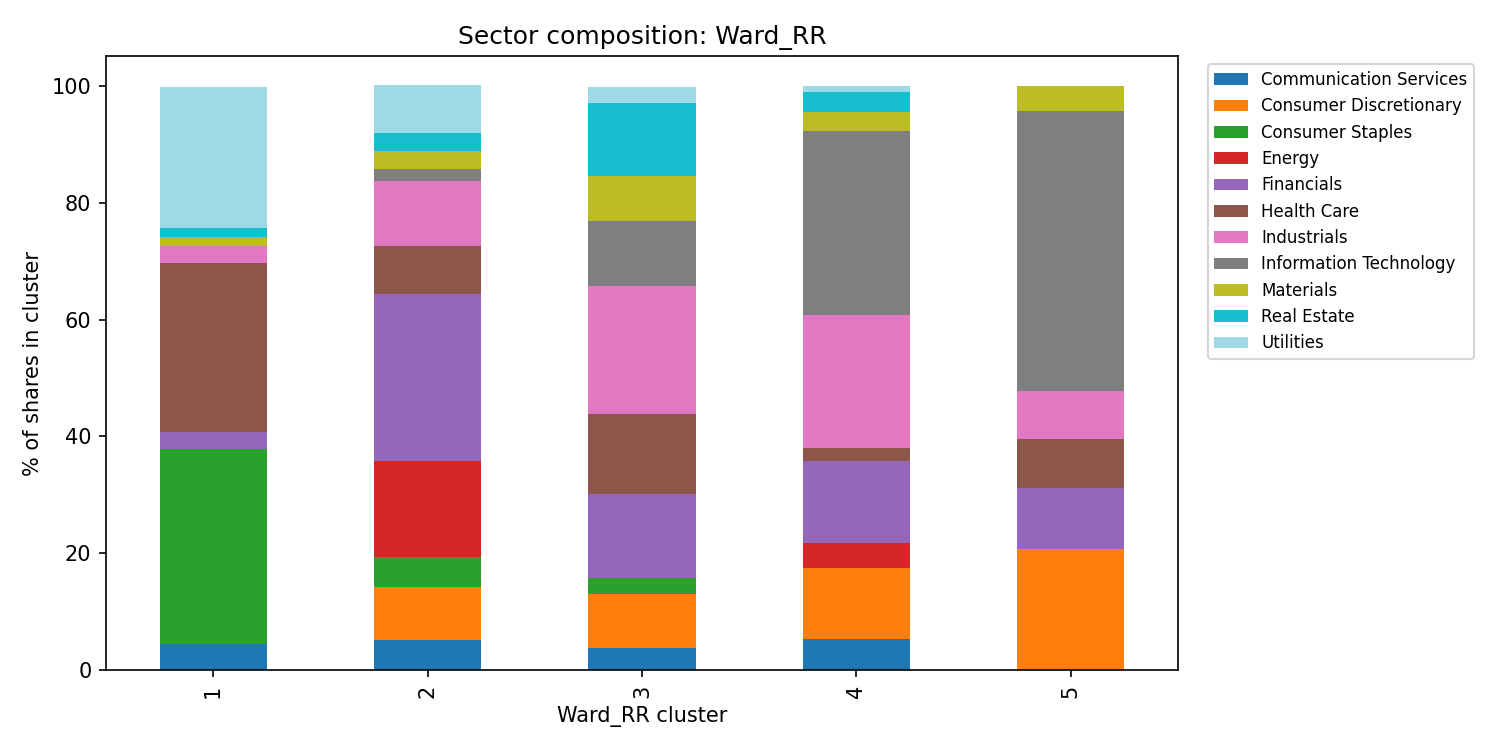 Sector composition: Ward_RR
% of shares in cluster
100
80
60
40
20
0
1
2
3
4
5
Ward_RR cluster
Communication Services
Consumer Discretionary
Consumer Staples
Energy
Financials
Health Care
Industrials
Information Technology
Materials
Real Estate
Utilities